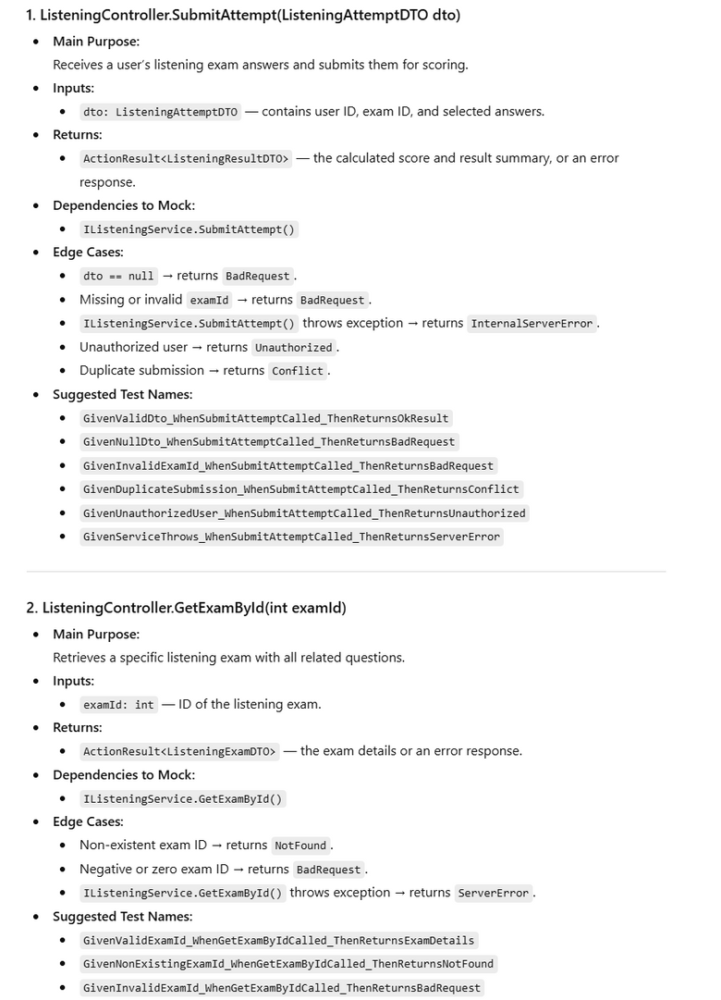 1. ListeningController.SubmitAttempt(ListeningAttemptDTO dto)
• Main Purpose:
Receives a user’s listening exam answers and submits them for scoring.
• Inputs:
• dto: ListeningAttemptDTO — contains user ID, exam ID, and selected answers.
• Returns:
• ActionResult<ListeningResultDTO> — the calculated score and result summary, or an error
response.
• Dependencies to Mock:
• IListeningService.SubmitAttempt()
• Edge Cases:
• dto == null → returns BadRequest.
• Missing or invalid examId → returns BadRequest.
• IListeningService.SubmitAttempt() throws exception → returns InternalServerError.
• Unauthorized user → returns Unauthorized.
• Duplicate submission → returns Conflict.
• Suggested Test Names:
• GivenValidDto_WhenSubmitAttemptCalled_ThenReturnsOkResult
• GivenNullDto_WhenSubmitAttemptCalled_ThenReturnsBadRequest
• GivenInvalidExamId_WhenSubmitAttemptCalled_ThenReturnsBadRequest
• GivenDuplicateSubmission_WhenSubmitAttemptCalled_ThenReturnsConflict
• GivenUnauthorizedUser_WhenSubmitAttemptCalled_ThenReturnsUnauthorized
• GivenServiceThrows_WhenSubmitAttemptCalled_ThenReturnsServerError
2. ListeningController.GetExamById(int examId)
• Main Purpose:
Retrieves a specific listening exam with all related questions.
• Inputs:
• examId: int — ID of the listening exam.
• Returns:
• ActionResult<ListeningExamDTO> — the exam details or an error response.
• Dependencies to Mock:
• IListeningService.GetExamById()
• Edge Cases:
• Non-existent exam ID → returns NotFound.
• Negative or zero exam ID → returns BadRequest.
• IListeningService.GetExamById() throws exception → returns ServerError.
• Suggested Test Names:
• GivenValidExamId_WhenGetExamByIdCalled_ThenReturnsExamDetails
• GivenNonExistingExamId_WhenGetExamByIdCalled_ThenReturnsNotFound
• GivenInvalidExamId_WhenGetExamByIdCalled_ThenReturnsBadRequest